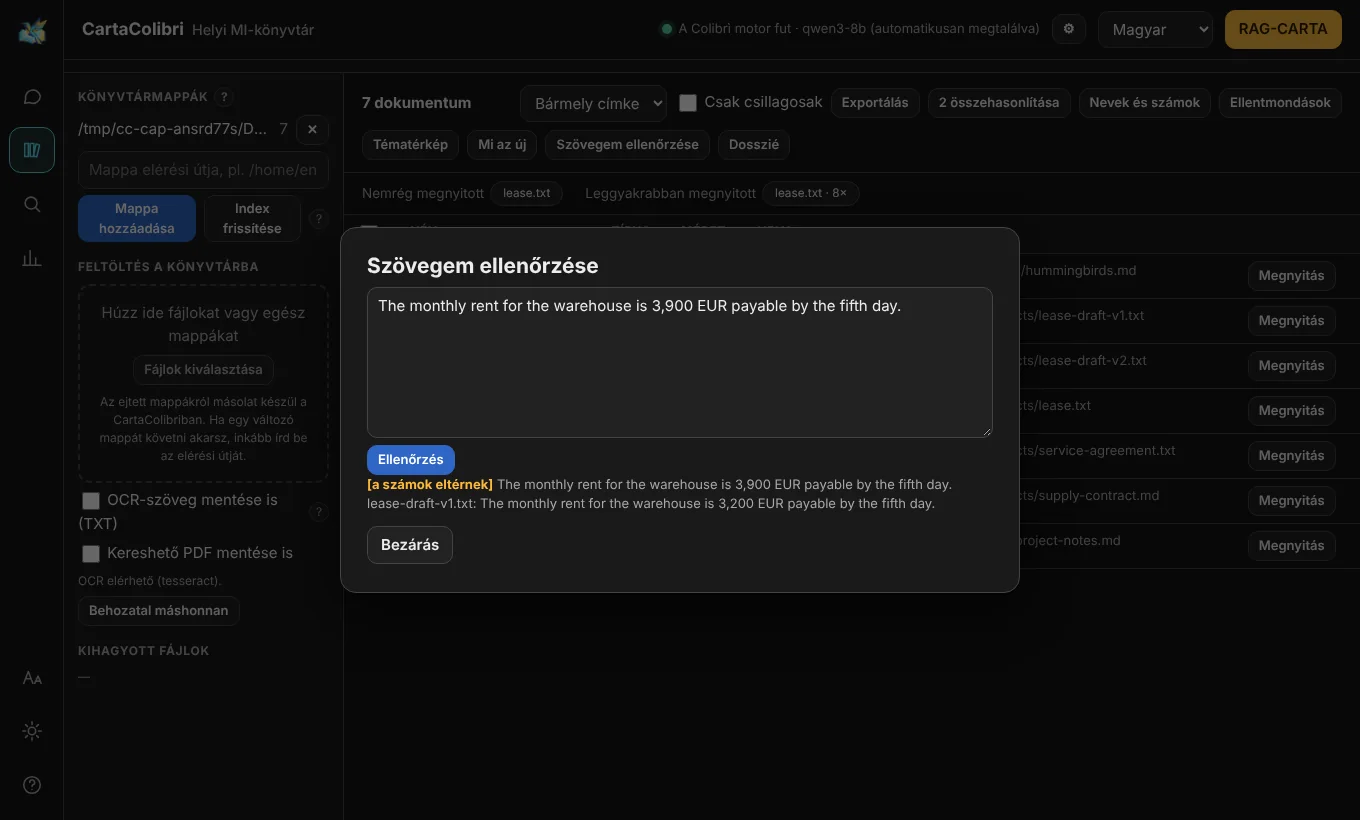 CartaColibri Helyi MI-könyvtár
A Colibrì motor fut · qwen3-8b (automatikusan megtalálva)
Magyar
RAG-CARTA
KÖNYVTÁRMAPPÁK ?
/tmp/cc-cap-ansrd77s/D... 7 ×
Mappa elérési útja, pl. /home/en
Mappa hozzáadása
Index frissítése
?
FELTÖLTÉS A KÖNYVTÁRBA
Húzz ide fájlokat vagy egész
mappákat
Fájlok kiválasztása
Az ejtett mappákról másolat készül a
CartaColibriban. Ha egy változó
mappát követni akarsz, inkább írd be
az elérési útját.
OCR-szöveg mentése is
(TXT)
?
Kereshető PDF mentése is
OCR elérhető (tesseract).
Behozatal máshonnan
KIHAGYOTT FÁJLOK
—
7 dokumentum
Bármely címke
Csak csillagosak
Exportálás
2 összehasonlítása
Nevek és számok
Ellentmondások
Tématérkép
Mi az új
Szövegem ellenőrzése
Dosszié
Nemrég megnyitott lease.txt Leggyakrabban megnyitott lease.txt · 8×
Szövegem ellenőrzése
The monthly rent for the warehouse is 3,900 EUR payable by the fifth day.
Ellenőrzés
[a számok eltérnek] The monthly rent for the warehouse is 3,900 EUR payable by the fifth day.
lease-draft-v1.txt: The monthly rent for the warehouse is 3,200 EUR payable by the fifth day.
Bezárás
/hummingbirds.md Megnyitás
cts/lease-draft-v1.txt Megnyitás
cts/lease-draft-v2.txt Megnyitás
cts/lease.txt Megnyitás
cts/service-agreement.txt Megnyitás
cts/supply-contract.md Megnyitás
project-notes.md Megnyitás